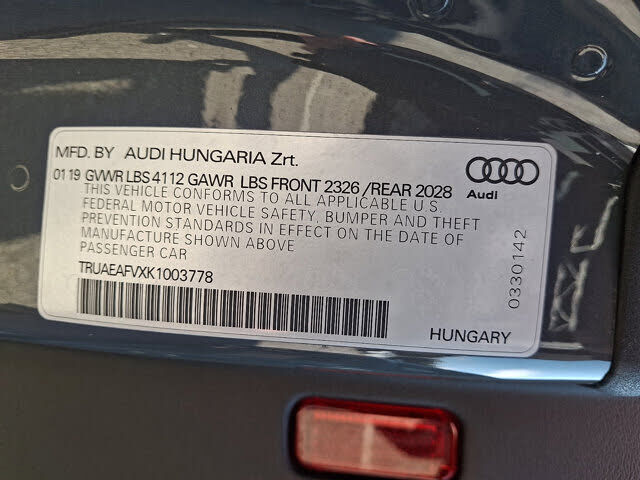 MFD. BY AUDI HUNGARIA Zrt.
01 19 GVWR LBS 4112 GAWR LBS FRONT 2326 / REAR 2028
THIS VEHICLE CONFORMS TO ALL APPLICABLE U.S.
FEDERAL MOTOR VEHICLE SAFETY, BUMPER AND THEFT
PREVENTION STANDARDS IN EFFECT ON THE DATE OF
MANUFACTURE SHOWN ABOVE
PASSENGER CAR
TRUAEAFVXK1003778
Audi
0330142
HUNGARY